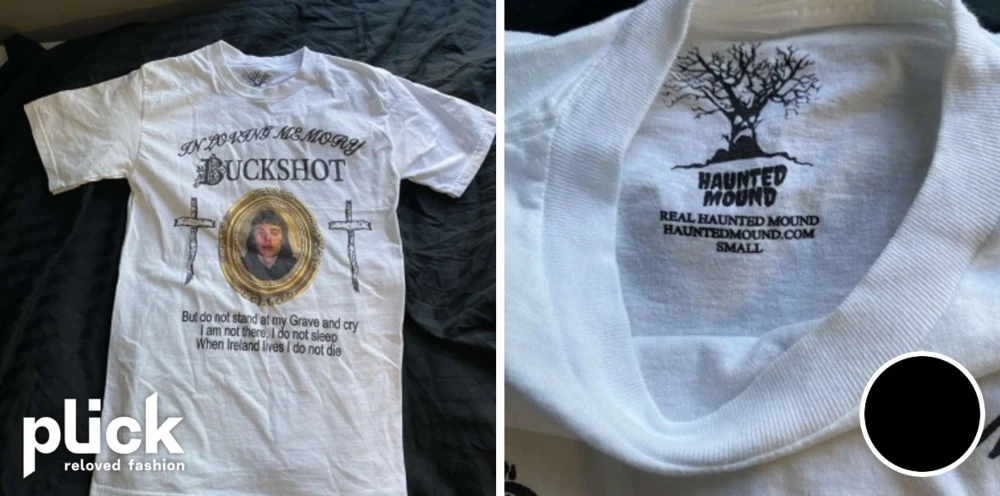 IN LOVING MEMORY
BUCKSHOT
But do not stand at my Grave and cry
I am not there, I do not sleep
When Ireland lives I do not die
plick
reloved fashion
HAUNTED
MOUND
REAL HAUNTED MOUND
HAUNTEDMOUND.COM
SMALL